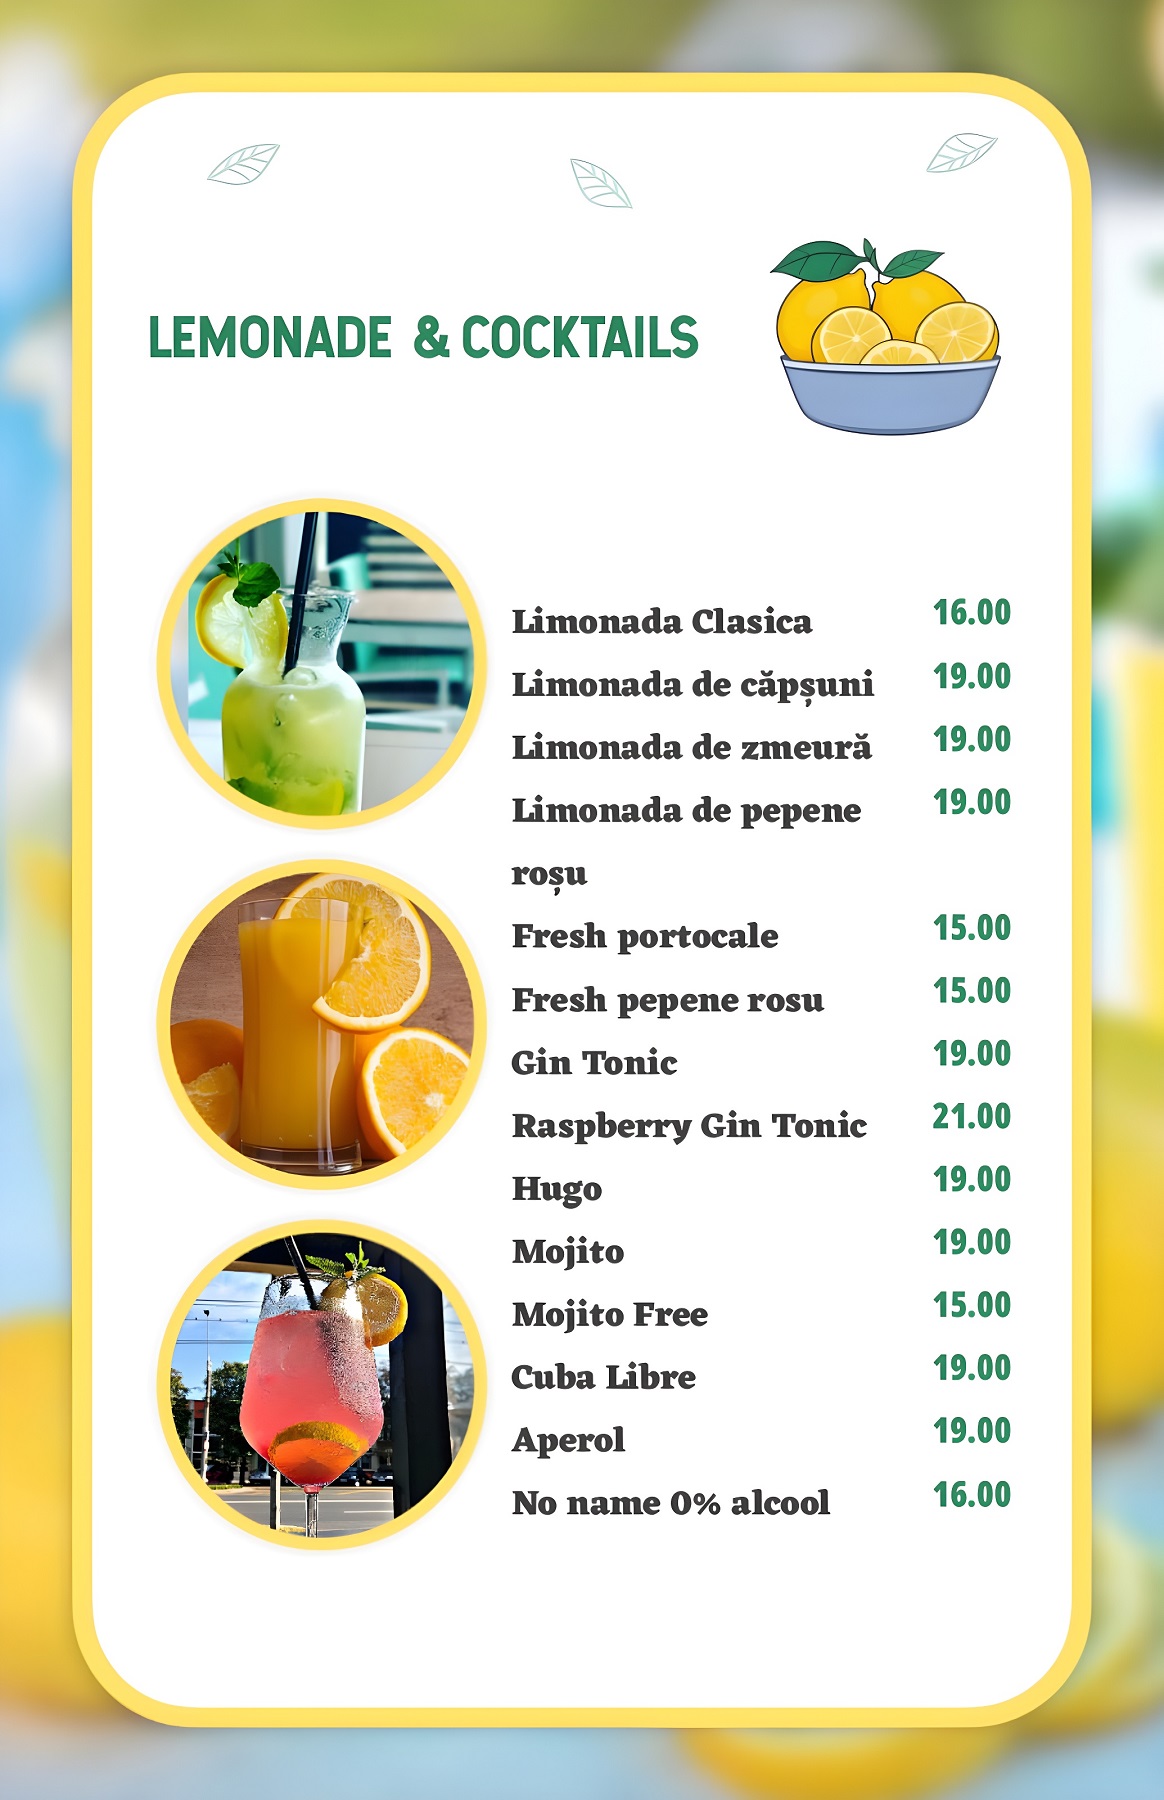 LEMONADE & COCKTAILS
Limonada Clasica 16.00
Limonada de căpșuni 19.00
Limonada de zmeură 19.00
Limonada de pepene 19.00
roșu
Fresh portocale 15.00
Fresh pepene rosu 15.00
Gin Tonic 19.00
Raspberry Gin Tonic 21.00
Hugo 19.00
Mojito 19.00
Mojito Free 15.00
Cuba Libre 19.00
Aperol 19.00
No name 0% alcool 16.00